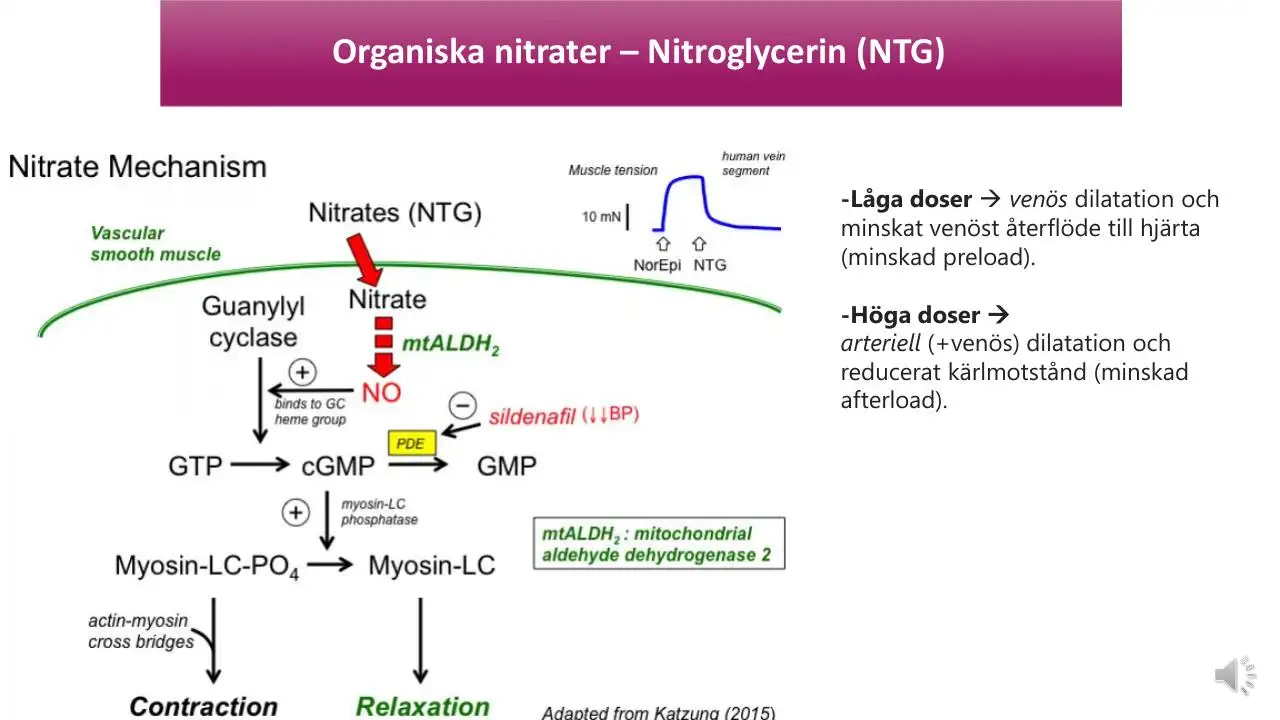 Organiska nitrater – Nitroglycerin (NTG)
Nitrate Mechanism
Muscle tension
human vein
segment
10 mN
NorEpi NTG
Nitrates (NTG)
Vascular
smooth muscle
Guanylyl
cyclase
Nitrate
mtALDH2
+
NO
binds to GC
heme group
−
sildenafil (↓↓BP)
PDE
GTP
cGMP
GMP
+
myosin-LC
phosphatase
mtALDH2 : mitochondrial
aldehyde dehydrogenase 2
Myosin-LC-PO4
Myosin-LC
actin-myosin
cross bridges
Contraction
Relaxation
Adapted from Katzung (2015)
-Låga doser → venös dilatation och
minskat venöst återflöde till hjärta
(minskad preload).
-Höga doser →
arteriell (+venös) dilatation och
reducerat kärlmotstånd (minskad
afterload).